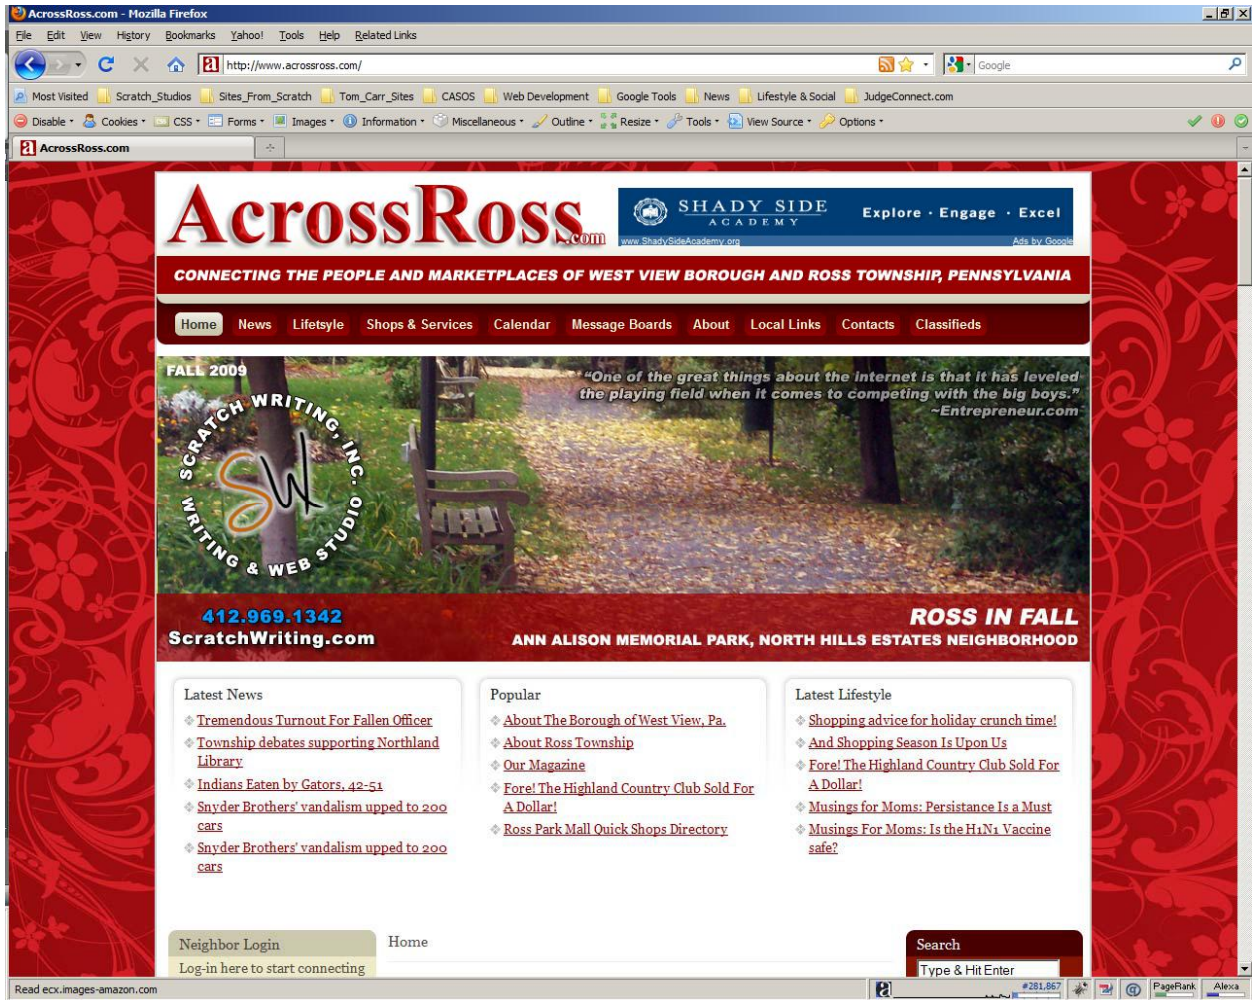 AcrossRoss.com - Mozilla Firefox
File Edit View History Bookmarks Yahoo! Tools Help Related Links
http://www.acrossross.com/
Google
Most Visited Scratch_Studios Sites_From_Scratch Tom_Carr_Sites CASOS Web Development Google Tools News Lifestyle & Social JudgeConnect.com
Disable Cookies CSS Forms Images Information Miscellaneous Outline Resize Tools View Source Options
AcrossRoss.com
AcrossRoss.com
SHADY SIDE
ACADEMY
Explore · Engage · Excel
www.ShadySideAcademy.org
Ads by Google
CONNECTING THE PEOPLE AND MARKETPLACES OF WEST VIEW BOROUGH AND ROSS TOWNSHIP, PENNSYLVANIA
Home News Lifetsyle Shops & Services Calendar Message Boards About Local Links Contacts Classifieds
FALL 2009
"One of the great things about the internet is that it has leveled
the playing field when it comes to competing with the big boys."
~Entrepreneur.com
SCRATCH WRITING, INC.
SW
WRITING & WEB STUDIO
412.969.1342
ScratchWriting.com
ROSS IN FALL
ANN ALISON MEMORIAL PARK, NORTH HILLS ESTATES NEIGHBORHOOD
Latest News
Tremendous Turnout For Fallen Officer
Township debates supporting Northland
Library
Indians Eaten by Gators, 42-51
Snyder Brothers' vandalism upped to 200
cars
Snyder Brothers' vandalism upped to 200
cars
Popular
About The Borough of West View, Pa.
About Ross Township
Our Magazine
Fore! The Highland Country Club Sold For
A Dollar!
Ross Park Mall Quick Shops Directory
Latest Lifestyle
Shopping advice for holiday crunch time!
And Shopping Season Is Upon Us
Fore! The Highland Country Club Sold For
A Dollar!
Musings for Moms: Persistance Is a Must
Musings For Moms: Is the H1N1 Vaccine
safe?
Neighbor Login
Log-in here to start connecting
Home
Search
Type & Hit Enter
Read ecx.images-amazon.com
#281,867
PageRank
Alexa